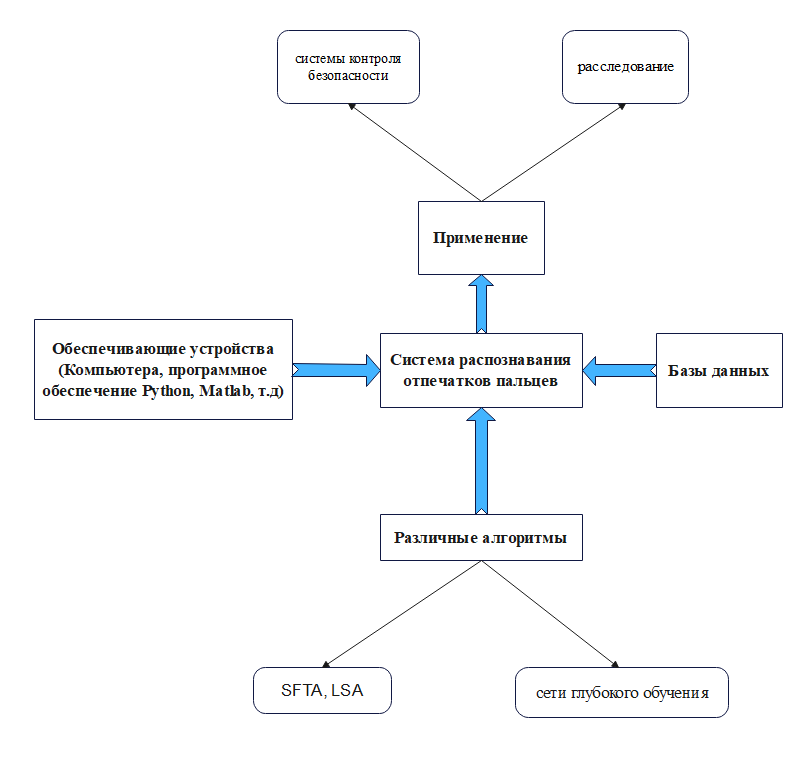 системы контроля
безопасности
расследование
Применение
Обеспечивающие устройства
(Компьютера, программное
обеспечение Python, Matlab, т.д)
Система распознавания
отпечатков пальцев
Базы данных
Различные алгоритмы
SFTA, LSA
сети глубокого обучения